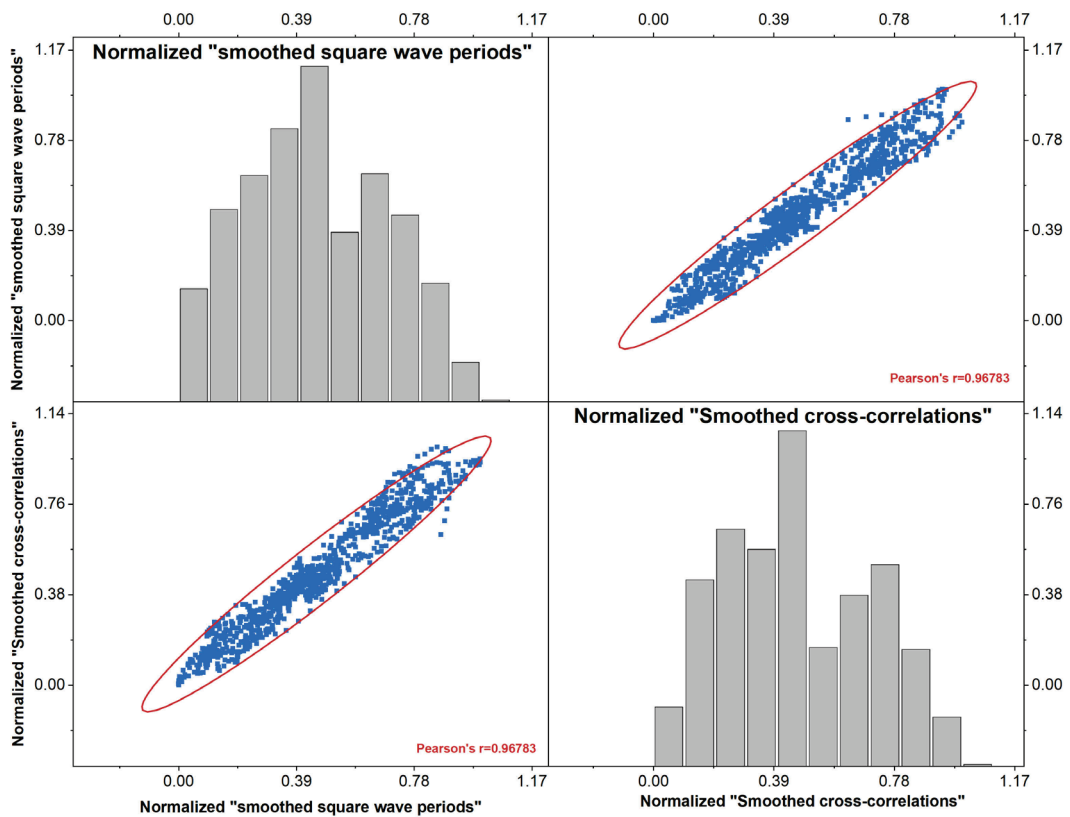 0.00 0.39 0.78 1.17 0.00 0.39 0.78 1.17
Normalized "smoothed square wave periods"
Normalized "smoothed square wave periods"
1.17
0.78
0.39
0.00
1.17
0.78
0.39
0.00
Pearson's r=0.96783
Normalized "Smoothed cross-correlations"
1.14
0.76
0.38
0.00
Pearson's r=0.96783
Normalized "Smoothed cross-correlations"
1.14
0.76
0.38
0.00
0.00 0.39 0.78 1.17 0.00 0.39 0.78 1.17
Normalized "smoothed square wave periods"
Normalized "Smoothed cross-correlations"